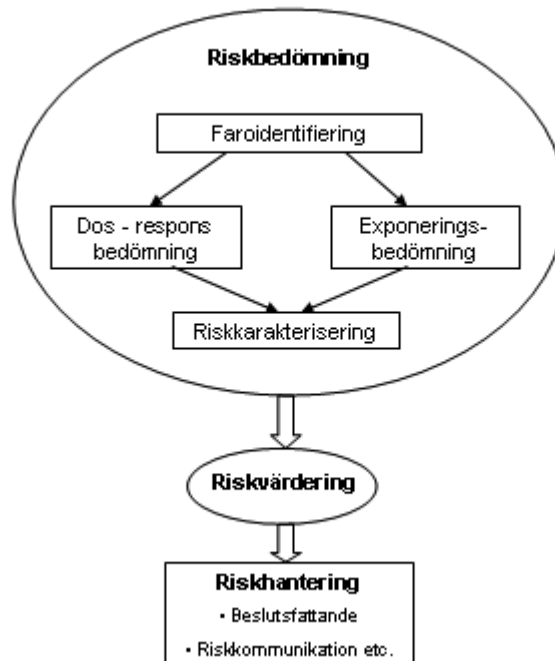 Riskbedömning
Faroidentifiering
Dos - respons
bedömning
Exponerings-
bedömning
Riskkarakterisering
Riskvärdering
Riskhantering
• Beslutsfattande
• Riskkommunikation etc.